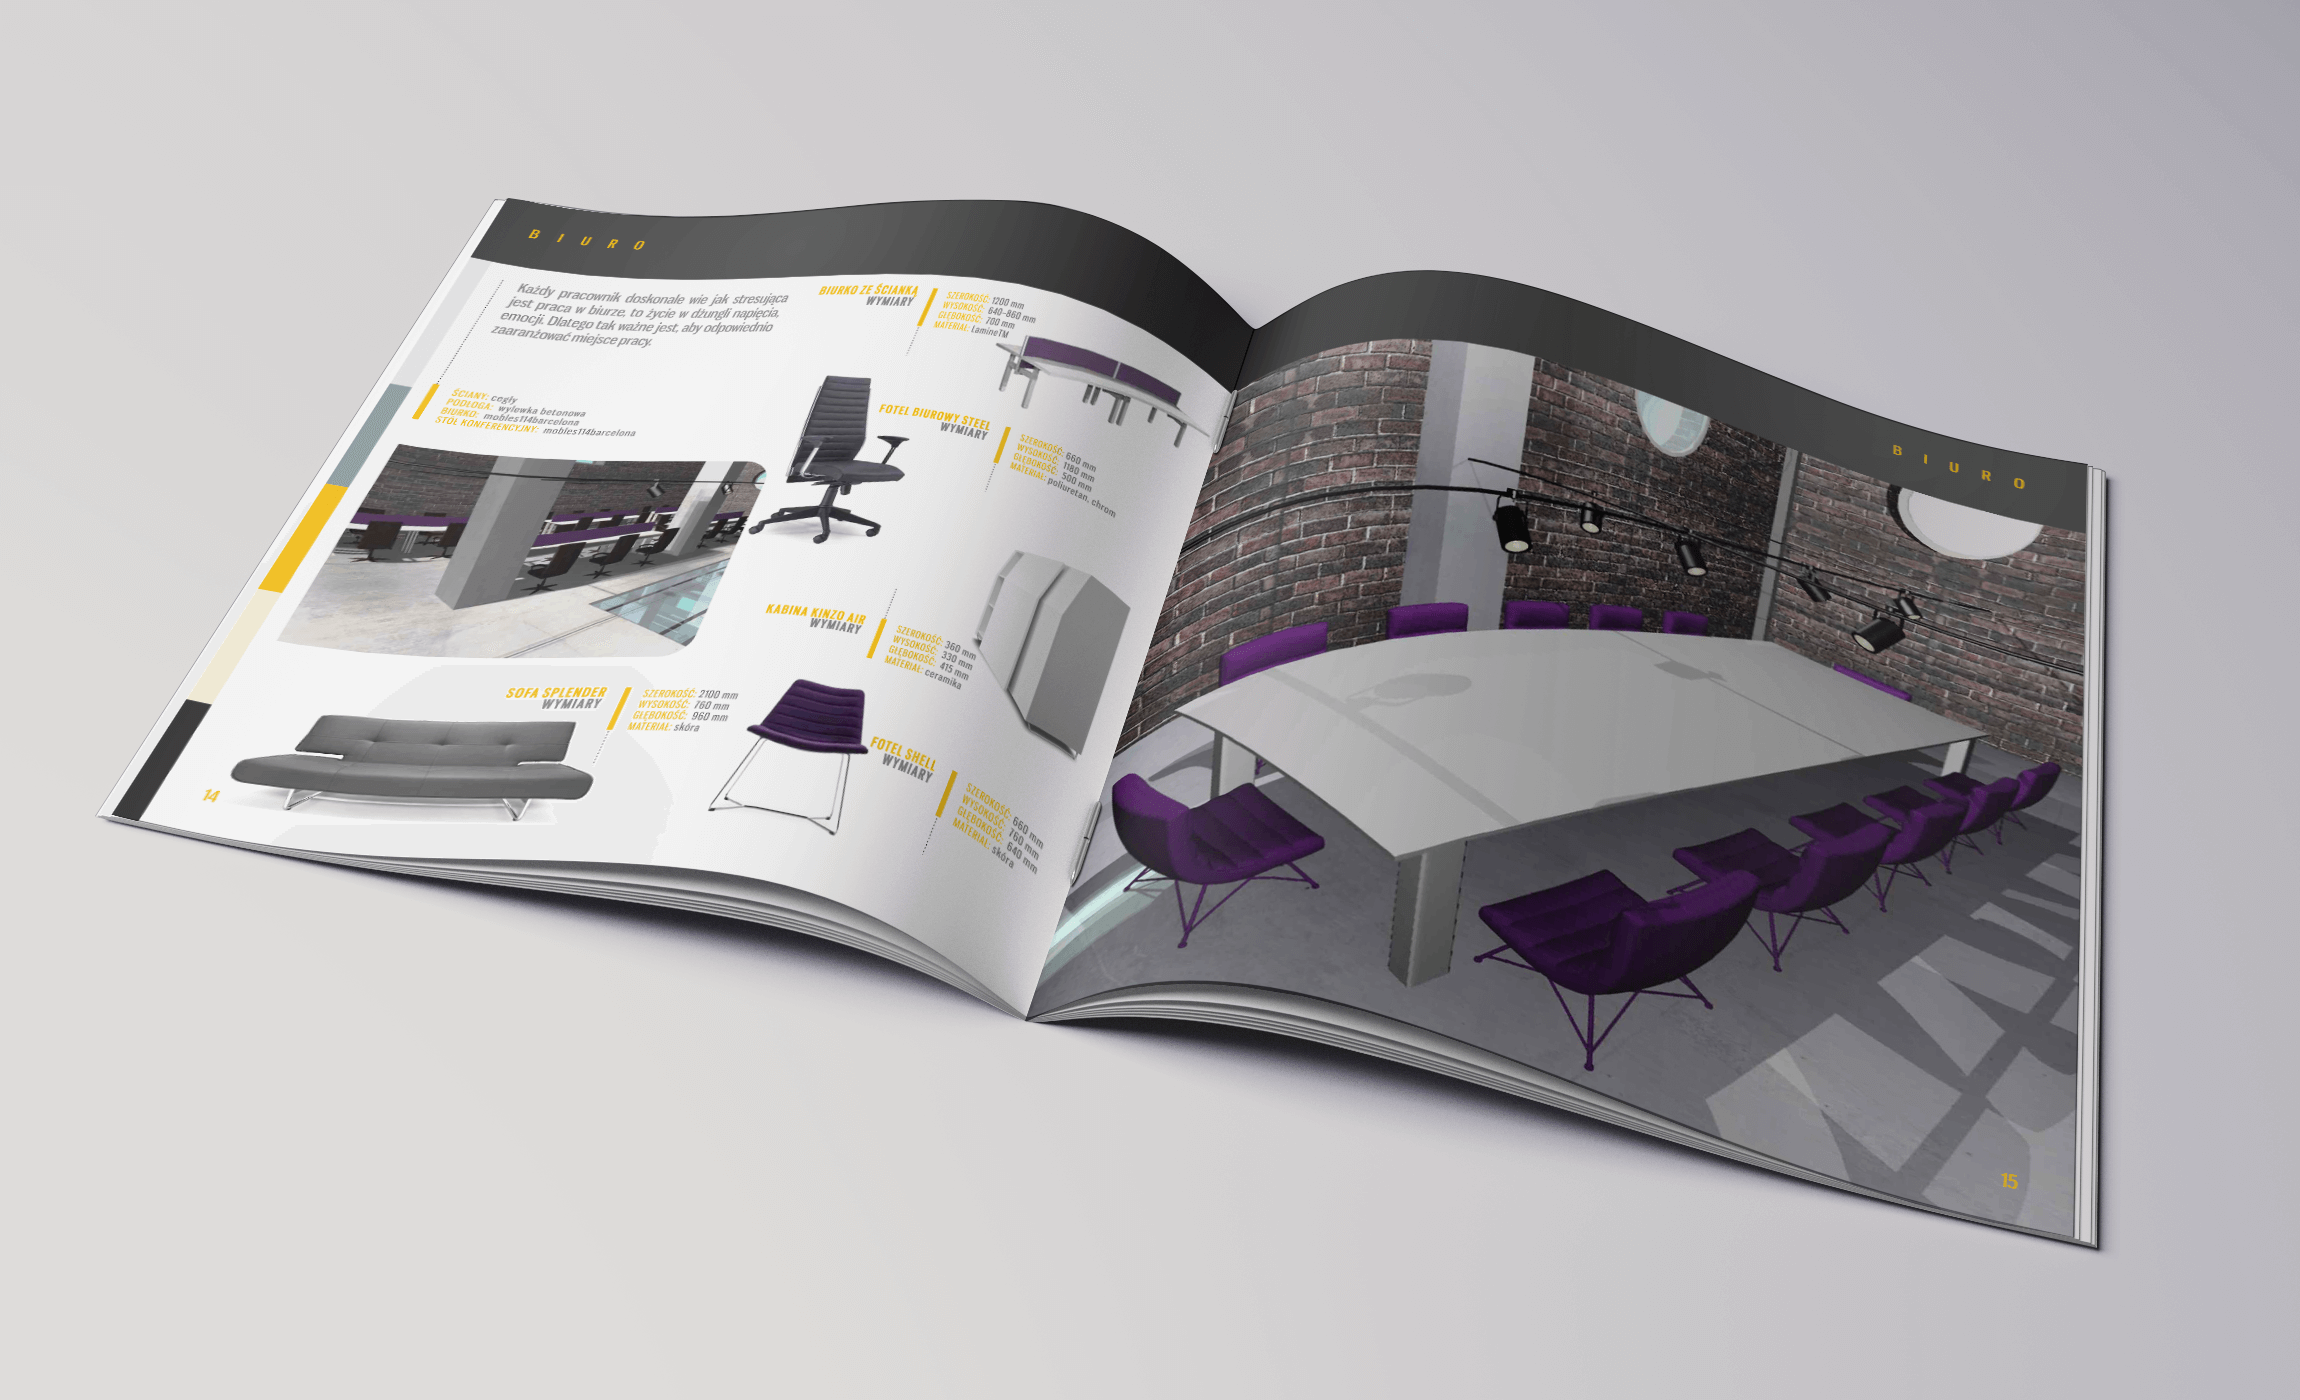 BIURO
Każdy pracownik doskonale wie jak stresująca
jest praca w biurze, to życie w dżungli napięcia,
emocji. Dlatego tak ważne jest, aby odpowiednio
zaaranżować miejsce pracy.
ŚCIANY: cegły
PODŁOGA: wylewka betonowa
BIURKO: mobles114barcelona
STÓŁ KONFERENCYJNY: mobles114barcelona
BIURKO ZE ŚCIANKĄ
WYMIARY
SZEROKOŚĆ: 1200 mm
WYSOKOŚĆ: 640-860 mm
GŁĘBOKOŚĆ: 700 mm
MATERIAŁ: LamineTM
FOTEL BIUROWY STEEL
WYMIARY
SZEROKOŚĆ: 660 mm
WYSOKOŚĆ: 1180 mm
GŁĘBOKOŚĆ: 500 mm
MATERIAŁ: poliuretan, chrom
KABINA KINZO AIR
WYMIARY
SZEROKOŚĆ: 360 mm
WYSOKOŚĆ: 330 mm
GŁĘBOKOŚĆ: 415 mm
MATERIAŁ: ceramika
SOFA SPLENDER
WYMIARY
SZEROKOŚĆ: 2100 mm
WYSOKOŚĆ: 760 mm
GŁĘBOKOŚĆ: 960 mm
MATERIAŁ: skóra
FOTEL SHELL
WYMIARY
SZEROKOŚĆ: 660 mm
WYSOKOŚĆ: 760 mm
GŁĘBOKOŚĆ: 640 mm
MATERIAŁ: skóra
14
BIURO
15